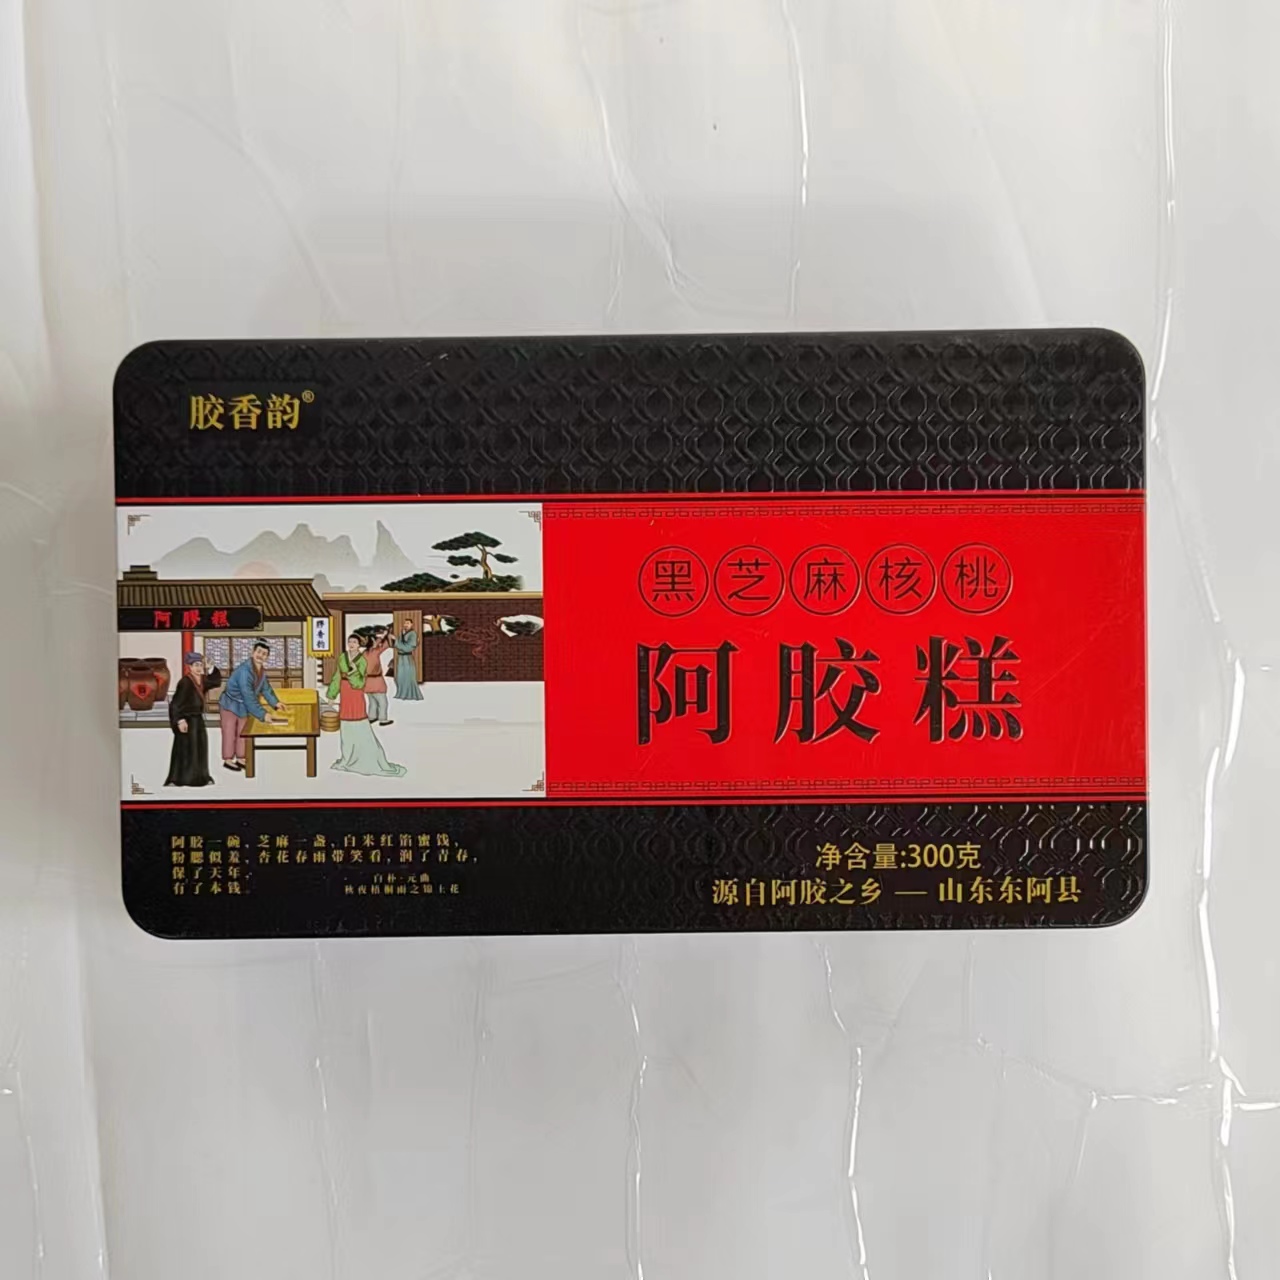 胶香韵®
黑芝麻核桃
阿胶糕
阿膠糕
膠香韵
阿胶一碗，芝麻一盏，白米红馅蜜饯，
粉腮似羞，杏花春雨带笑看，润了青春，
保了天年，
有了本钱。
白朴·元曲
秋夜梧桐雨之锦上花
净含量:300克
源自阿胶之乡 — 山东东阿县